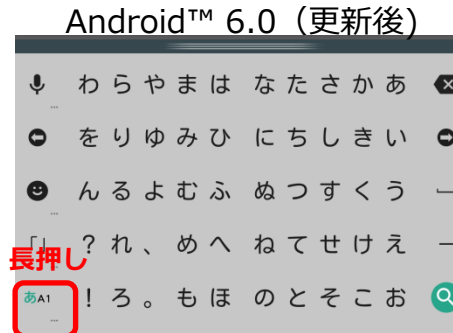 Android™ 6.0（更新後)
わ ら や ま は な た さ か あ
を り ゆ み ひ に ち し き い
ん る よ む ふ ぬ つ す く う
「」 ? れ 、 め へ ね て せ け え
長押し
あA1 ! ろ 。 も ほ の と そ こ お